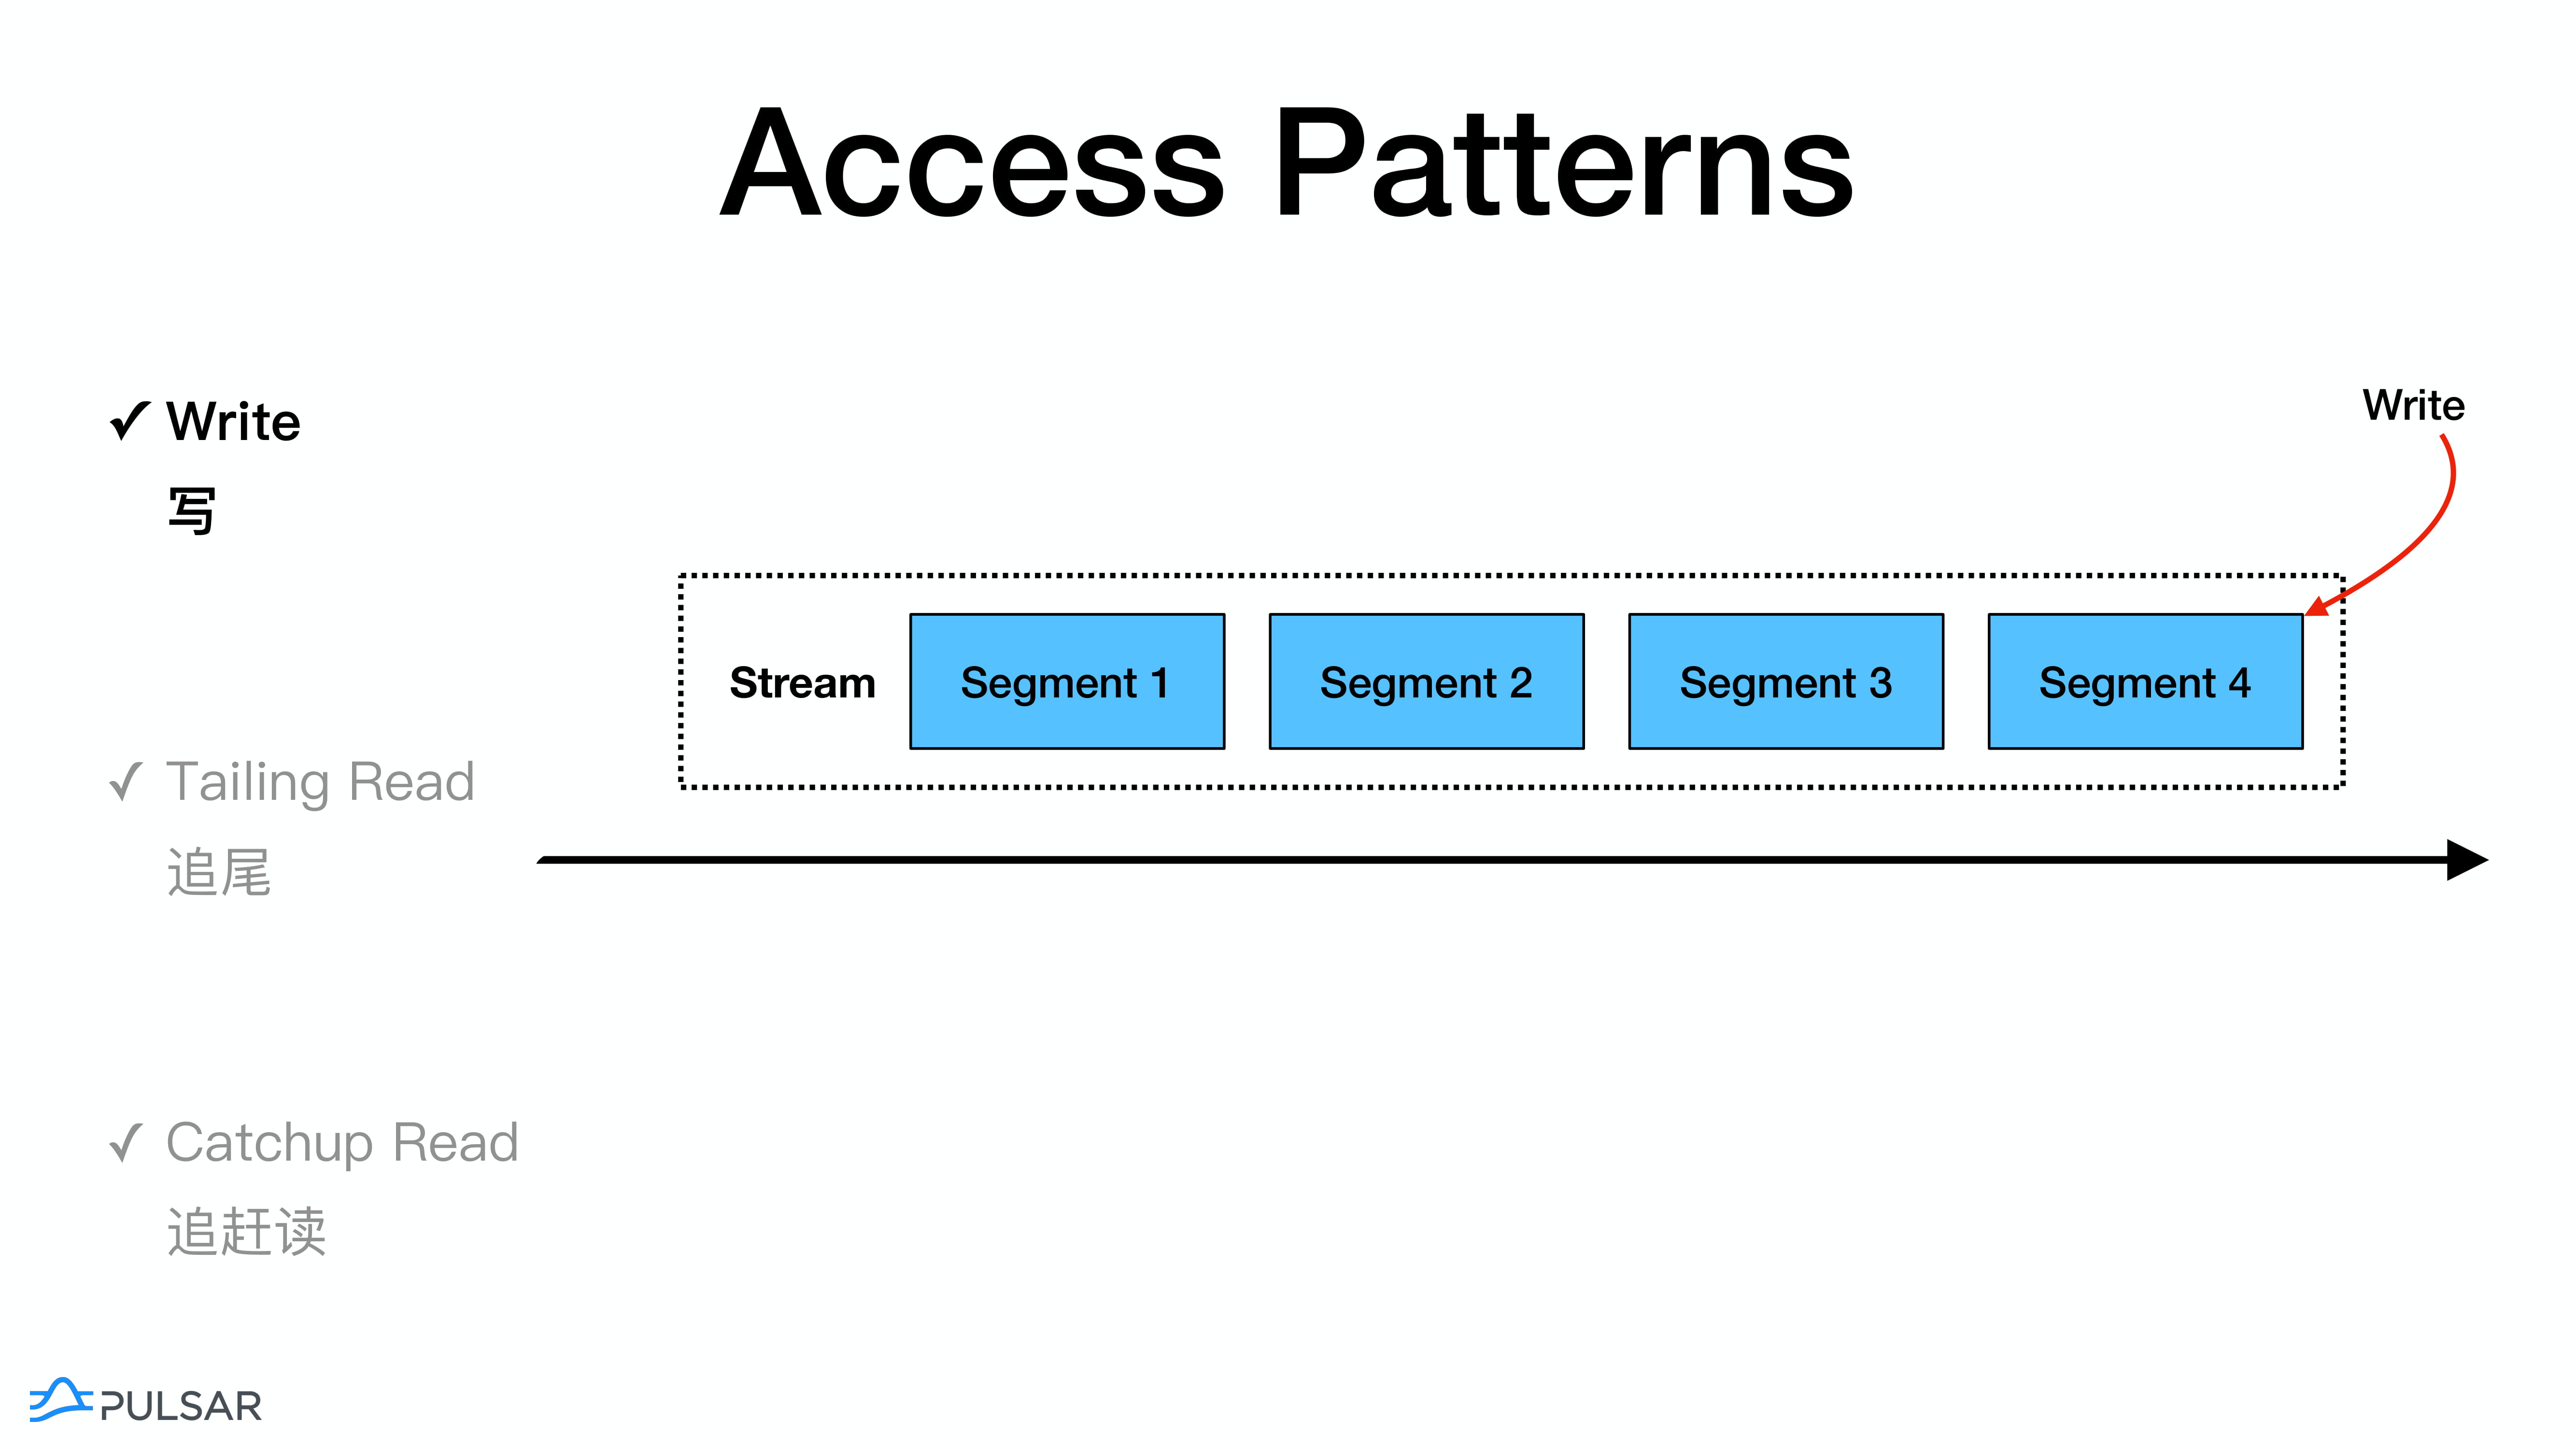 Access Patterns
✓ Write
写
✓ Tailing Read
追尾
✓ Catchup Read
追赶读
Write
Stream
Segment 1
Segment 2
Segment 3
Segment 4
PULSAR